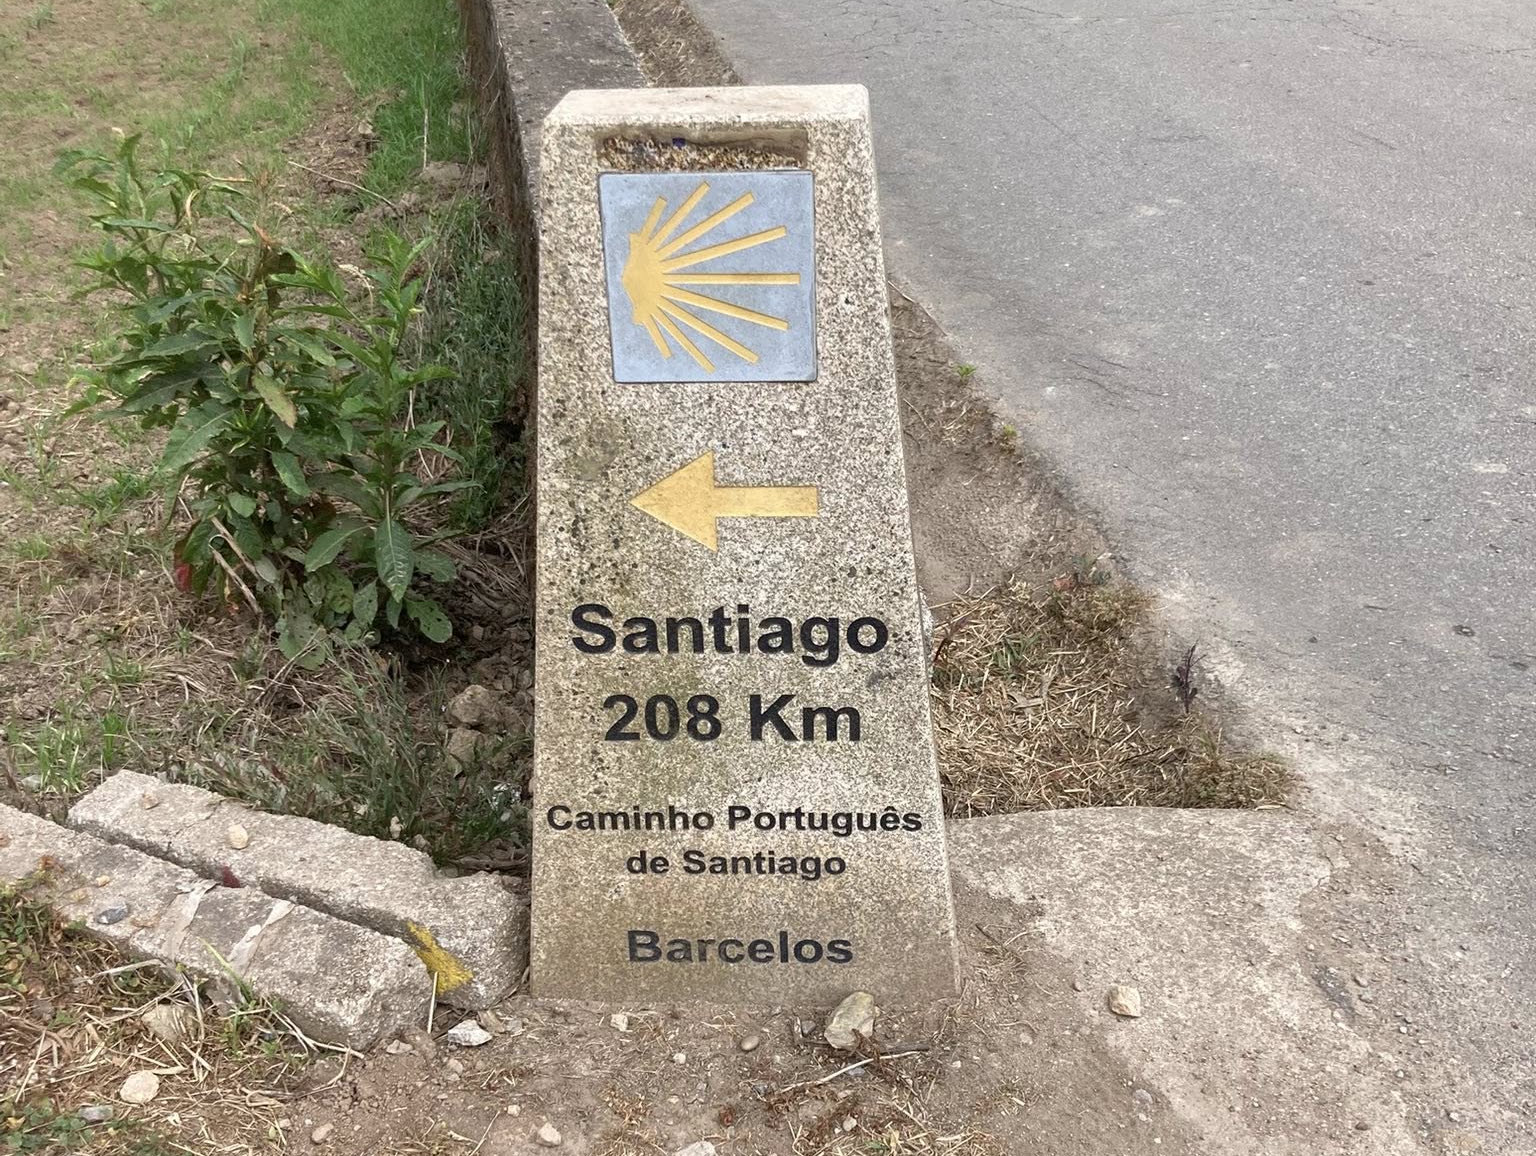 Santiago
208 Km
Caminho Português
de Santiago
Barcelos